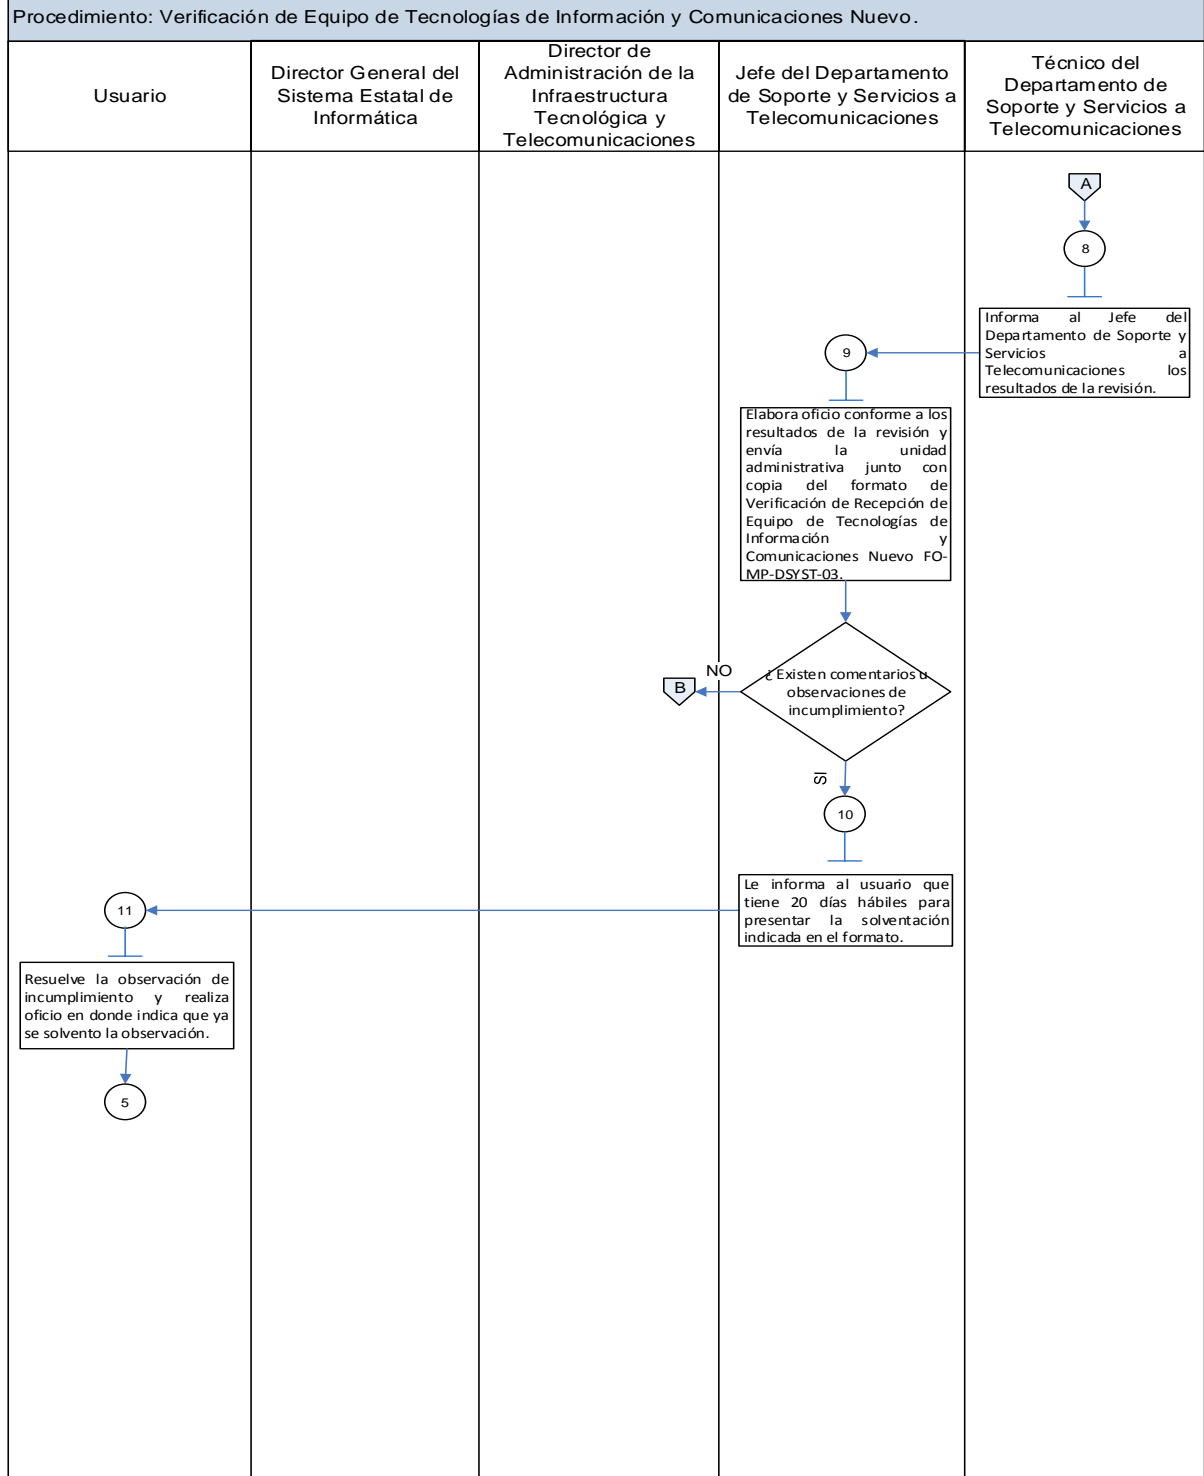 Procedimiento: Verificación de Equipo de Tecnologías de Información y Comunicaciones Nuevo.
Usuario
Director General del
Sistema Estatal de
Informática
Director de
Administración de la
Infraestructura
Tecnológica y
Telecomunicaciones
Jefe del Departamento
de Soporte y Servicios a
Telecomunicaciones
Técnico del
Departamento de
Soporte y Servicios a
Telecomunicaciones
A
8
Informa al Jefe del
Departamento de Soporte y
Servicios a
Telecomunicaciones los
resultados de la revisión.
9
Elabora oficio conforme a los
resultados de la revisión y
envía la unidad
administrativa junto con
copia del formato de
Verificación de Recepción de
Equipo de Tecnologías de
Información y
Comunicaciones Nuevo FO-
MP-DSYST-03.
¿ Existen comentarios u
observaciones de
incumplimiento?
NO
B
SI
10
Le informa al usuario que
tiene 20 días hábiles para
presentar la solventación
indicada en el formato.
11
Resuelve la observación de
incumplimiento y realiza
oficio en donde indica que ya
se solvento la observación.
5